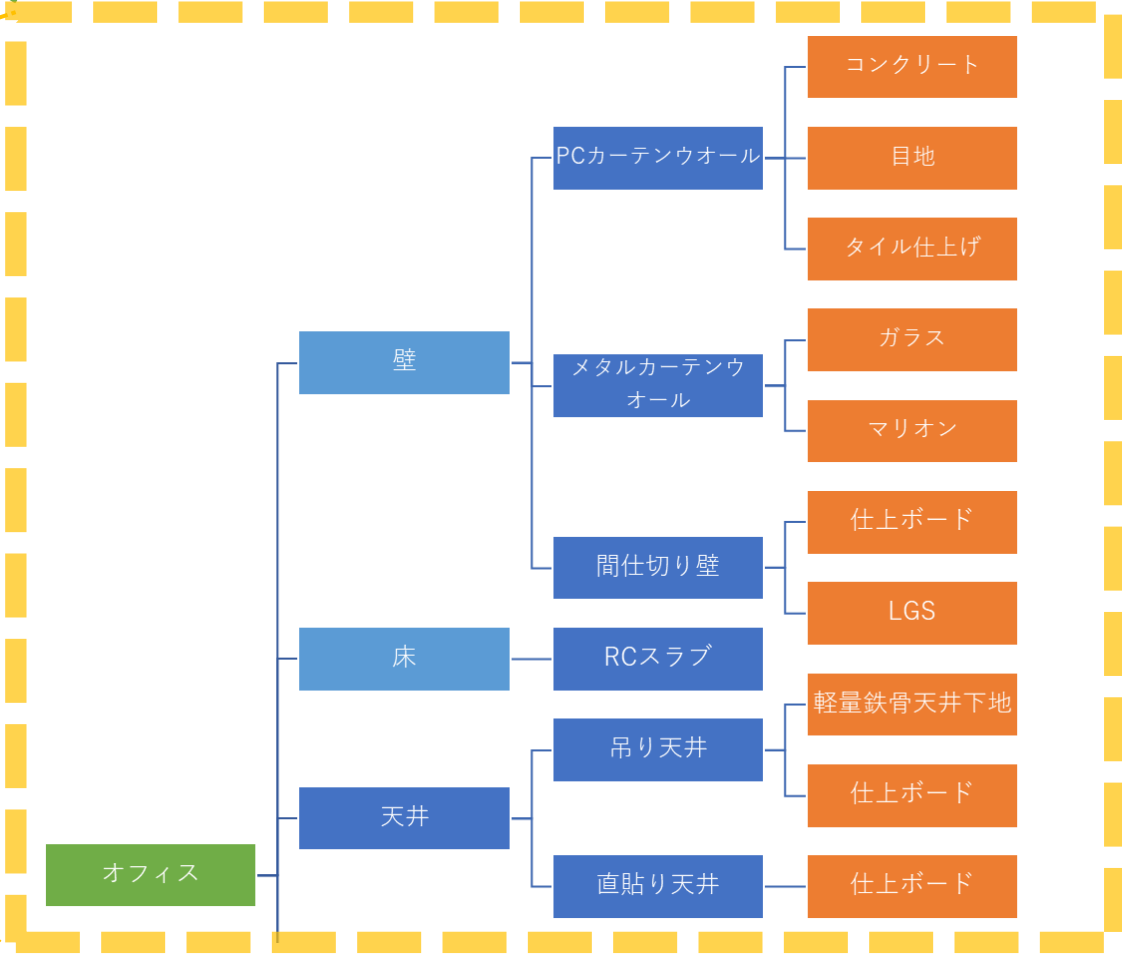 コンクリート
PCカーテンウオール
目地
タイル仕上げ
ガラス
壁
メタルカーテンウ
オール
マリオン
仕上ボード
間仕切り壁
LGS
床
RCスラブ
軽量鉄骨天井下地
吊り天井
仕上ボード
天井
オフィス
直貼り天井
仕上ボード